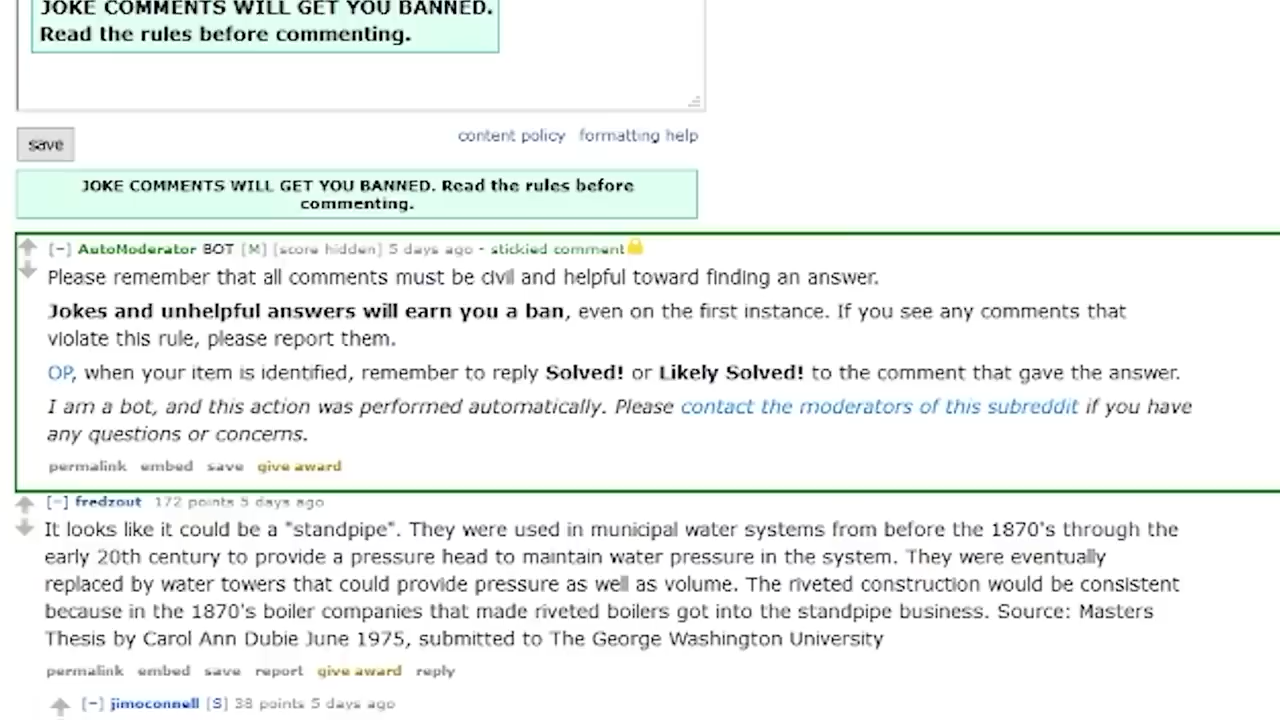 JOKE COMMENTS WILL GET YOU BANNED.
Read the rules before commenting.
content policy formatting help
save
JOKE COMMENTS WILL GET YOU BANNED. Read the rules before
commenting.
[-] AutoModerator BOT [M] [score hidden] 5 days ago - stickied comment
Please remember that all comments must be civil and helpful toward finding an answer.
Jokes and unhelpful answers will earn you a ban, even on the first instance. If you see any comments that
violate this rule, please report them.
OP, when your item is identified, remember to reply Solved! or Likely Solved! to the comment that gave the answer.
I am a bot, and this action was performed automatically. Please contact the moderators of this subreddit if you have
any questions or concerns.
permalink embed save give award
[-] fredzout 172 points 5 days ago
It looks like it could be a "standpipe". They were used in municipal water systems from before the 1870's through the
early 20th century to provide a pressure head to maintain water pressure in the system. They were eventually
replaced by water towers that could provide pressure as well as volume. The riveted construction would be consistent
because in the 1870's boiler companies that made riveted boilers got into the standpipe business. Source: Masters
Thesis by Carol Ann Dubie June 1975, submitted to The George Washington University
permalink embed save report give award reply
[-] jimoconnell [S] 38 points 5 days ago